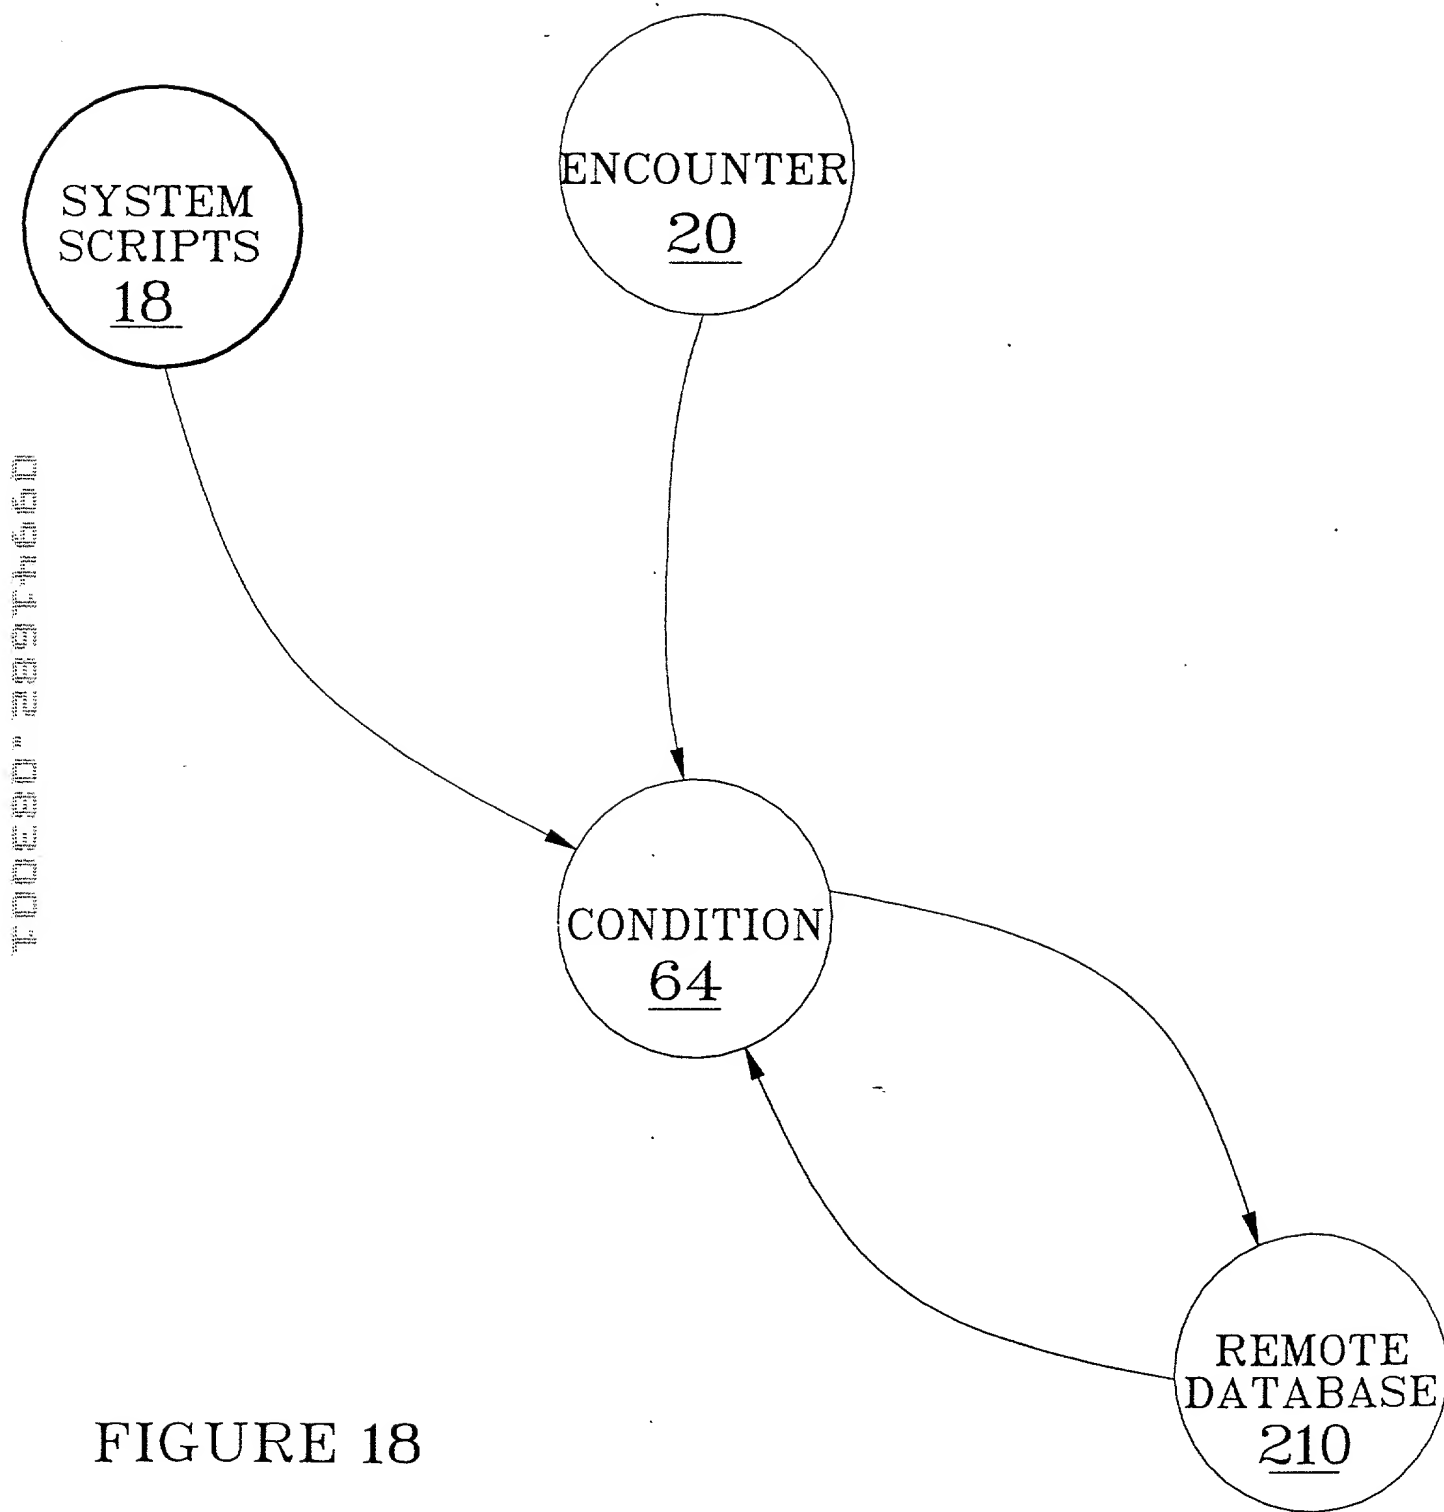 SYSTEM
SCRIPTS
18
ENCOUNTER
20
CONDITION
64
REMOTE
DATABASE
210
FIGURE 18